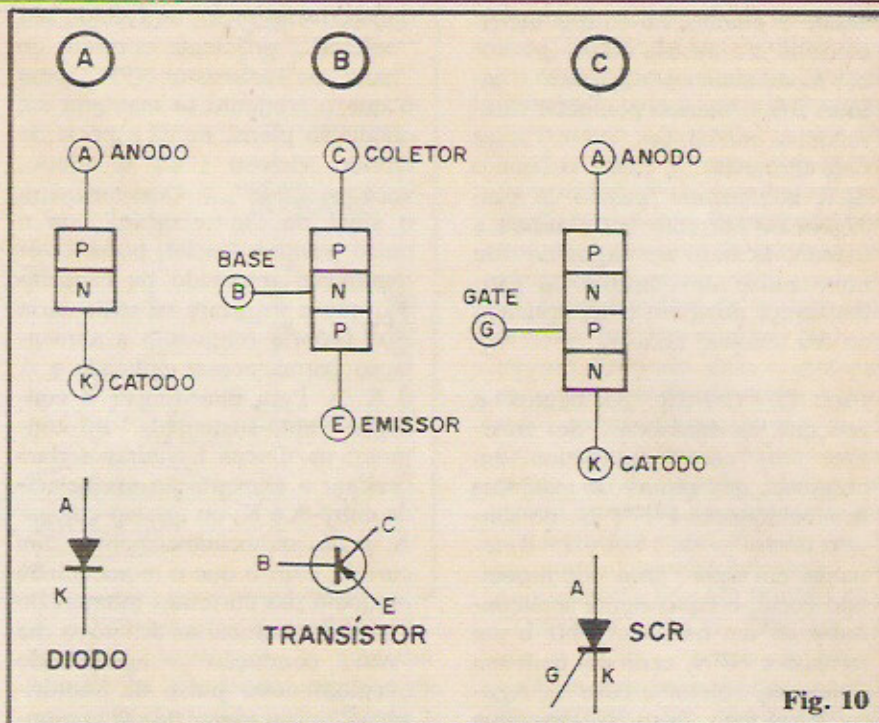 A
A ANODO
P
N
K CATODO
A
K
DIODO
B
C COLETOR
BASE
B
P
N
P
E EMISSOR
C
B
E
TRANSÍSTOR
C
A ANODO
GATE
G
P
N
P
N
K CATODO
A
G
K
SCR
Fig. 10